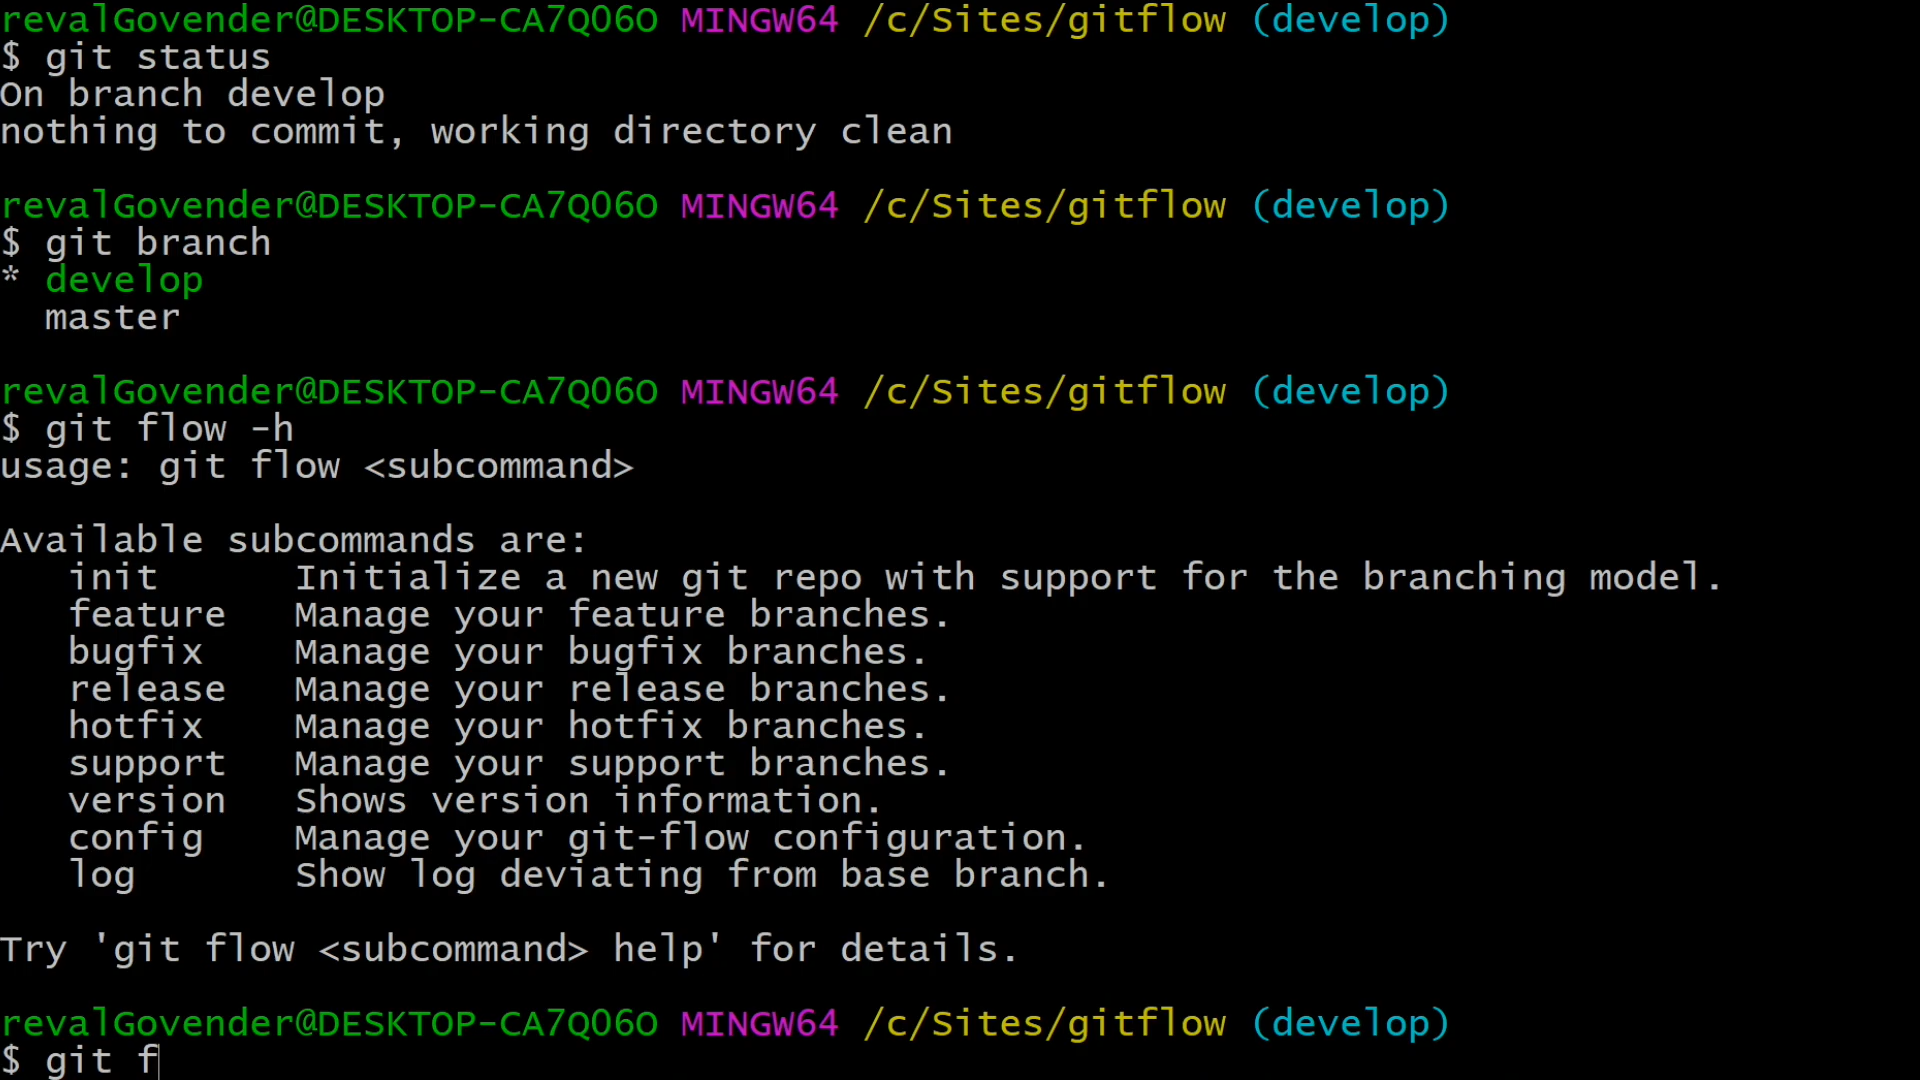 revalGovender@DESKTOP-CA7Q06O MINGW64 /c/Sites/gitflow (develop)
$ git status
On branch develop
nothing to commit, working directory clean
revalGovender@DESKTOP-CA7Q06O MINGW64 /c/Sites/gitflow (develop)
$ git branch
* develop
  master
revalGovender@DESKTOP-CA7Q06O MINGW64 /c/Sites/gitflow (develop)
$ git flow -h
usage: git flow <subcommand>
Available subcommands are:
   init      Initialize a new git repo with support for the branching model.
   feature   Manage your feature branches.
   bugfix    Manage your bugfix branches.
   release   Manage your release branches.
   hotfix    Manage your hotfix branches.
   support   Manage your support branches.
   version   Shows version information.
   config    Manage your git-flow configuration.
   log       Show log deviating from base branch.
Try 'git flow <subcommand> help' for details.
revalGovender@DESKTOP-CA7Q06O MINGW64 /c/Sites/gitflow (develop)
$ git f